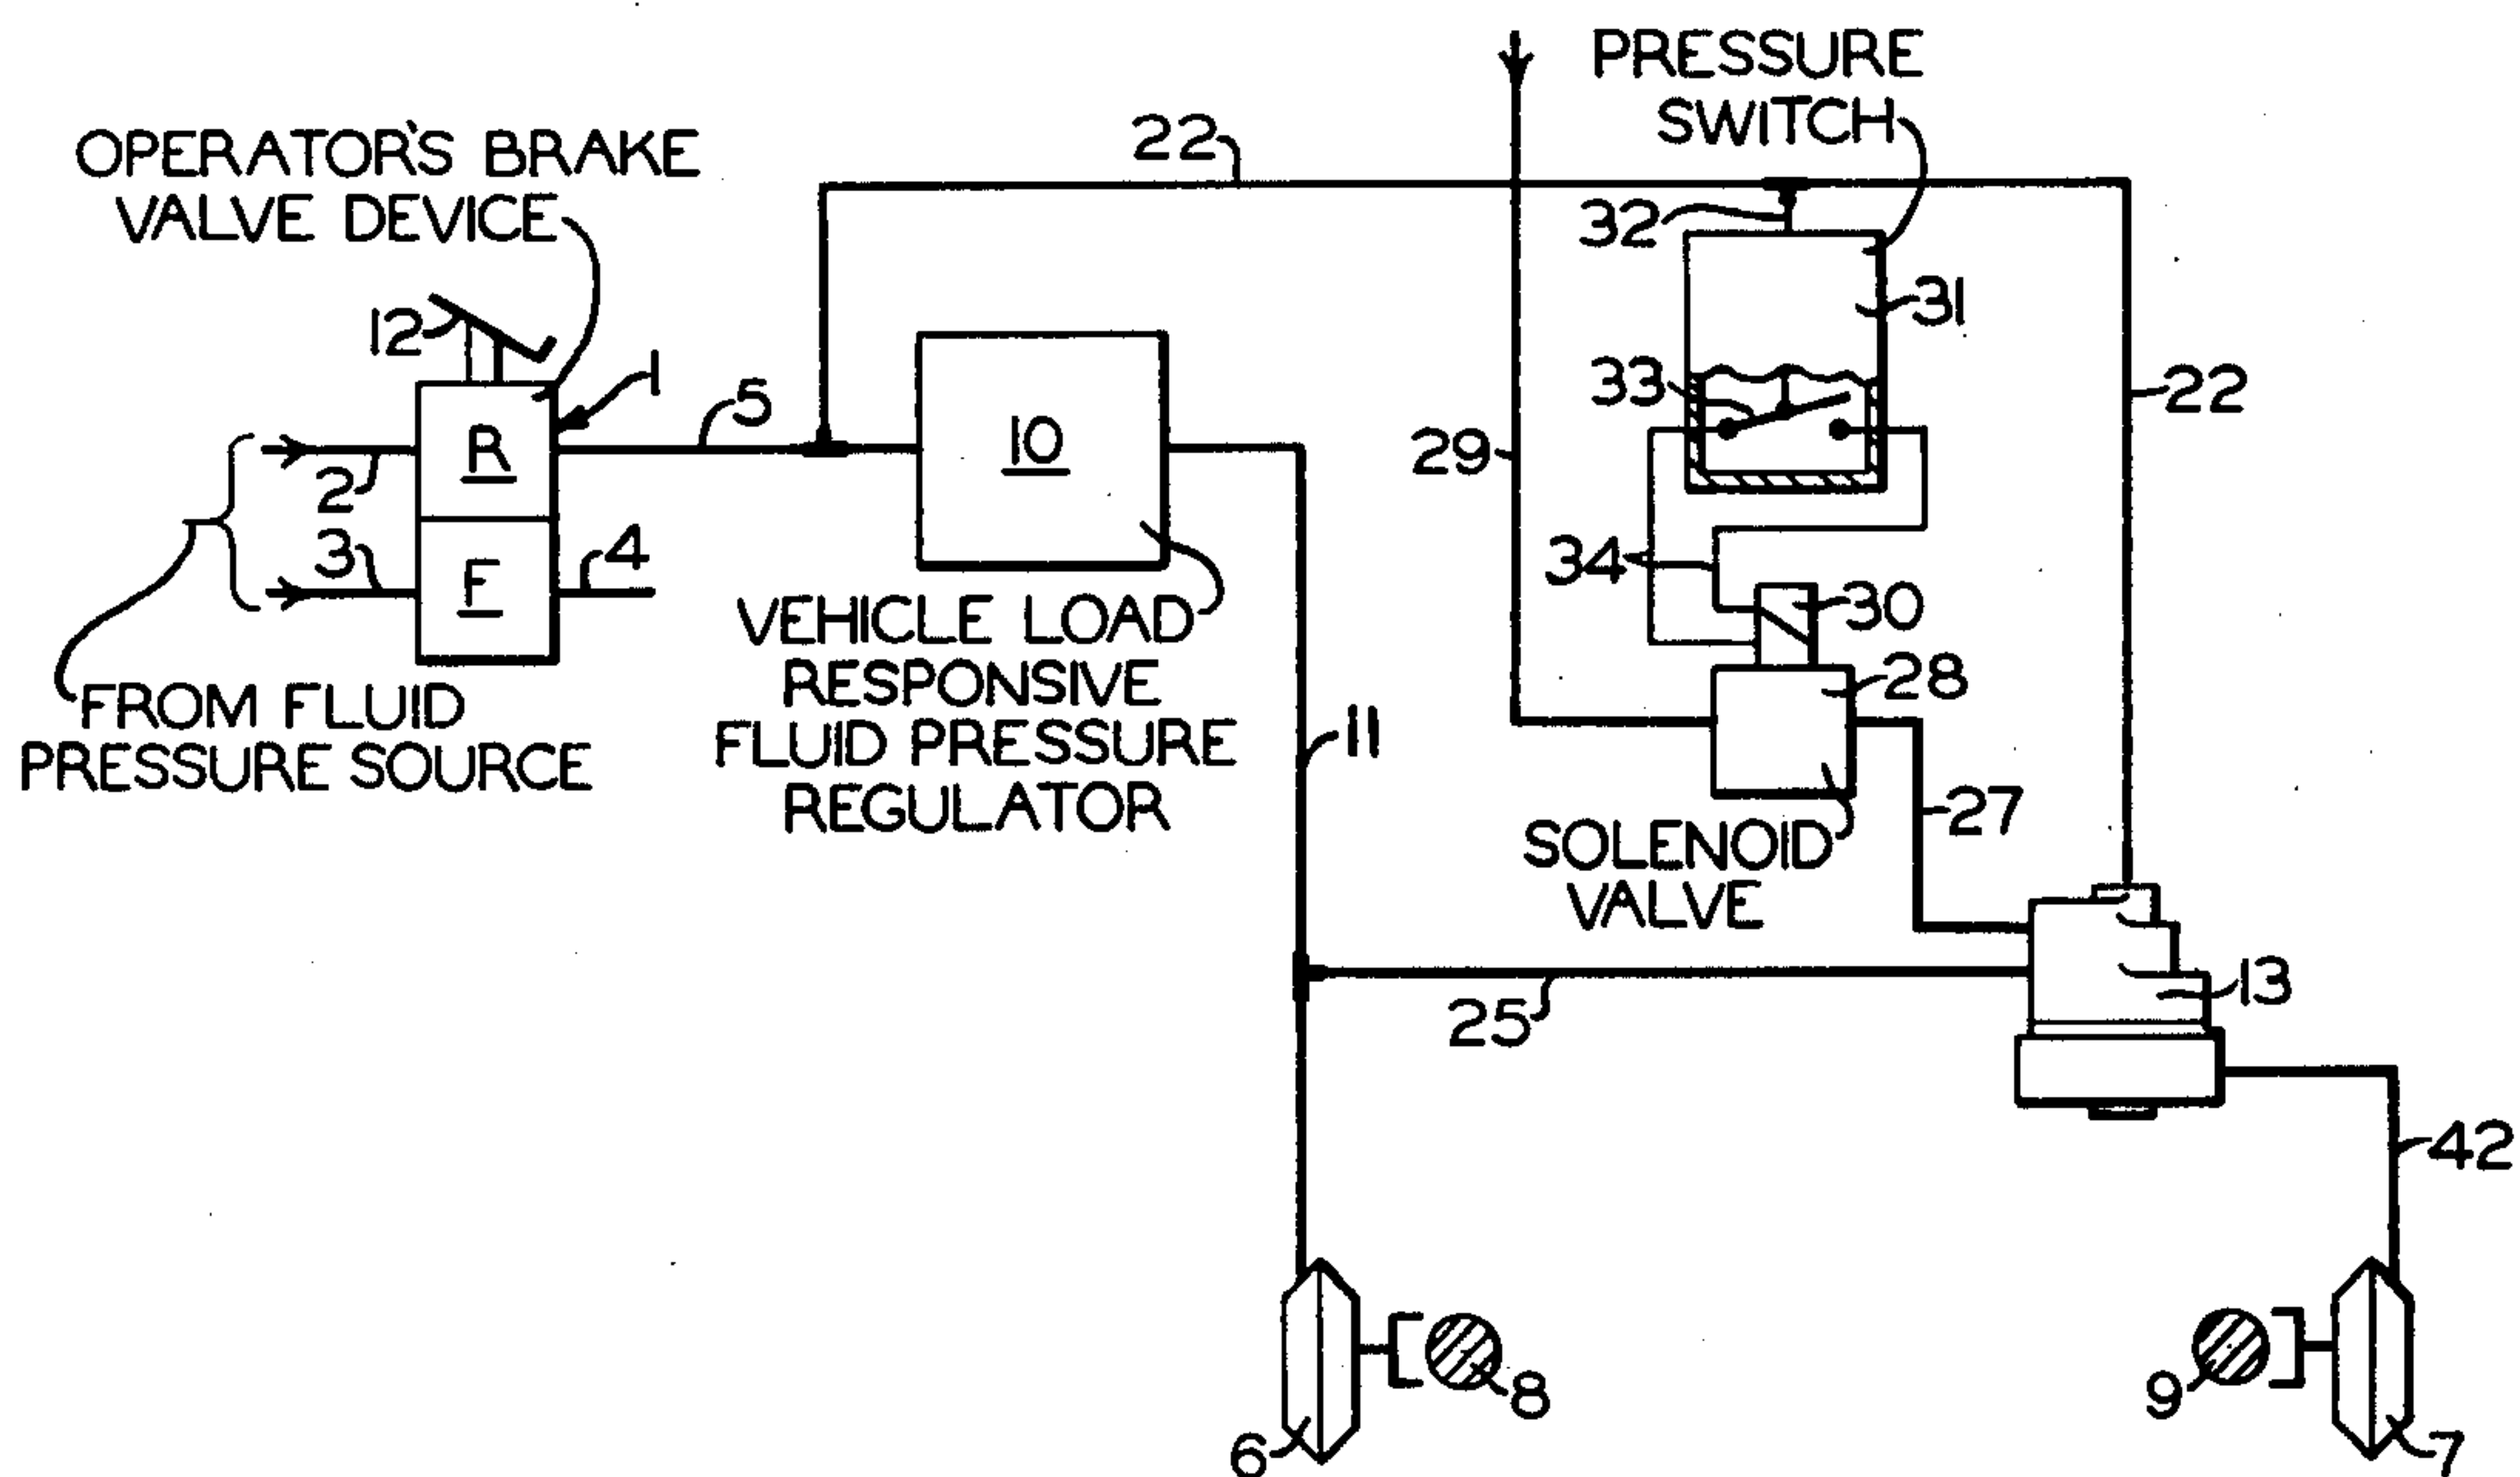 PRESSURE
SWITCH
OPERATOR'S BRAKE
VALVE DEVICE
22
32
12
1
31
5
33
22
R
10
29
2
3
4
34
F
30
VEHICLE LOAD
RESPONSIVE
FLUID PRESSURE
REGULATOR
28
FROM FLUID
PRESSURE SOURCE
11
27
SOLENOID
VALVE
13
25
42
8
9
6
7